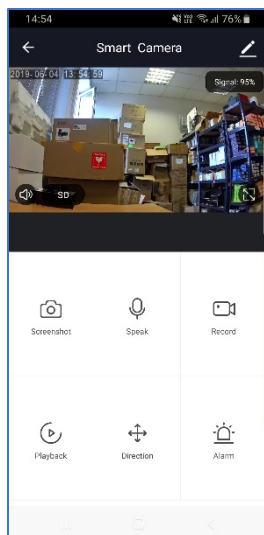 14:54 76%
Smart Camera
2019-06-04 13:54:59
Signal: 95%
SD
Screenshot Speak Record
Playback Direction Alarm